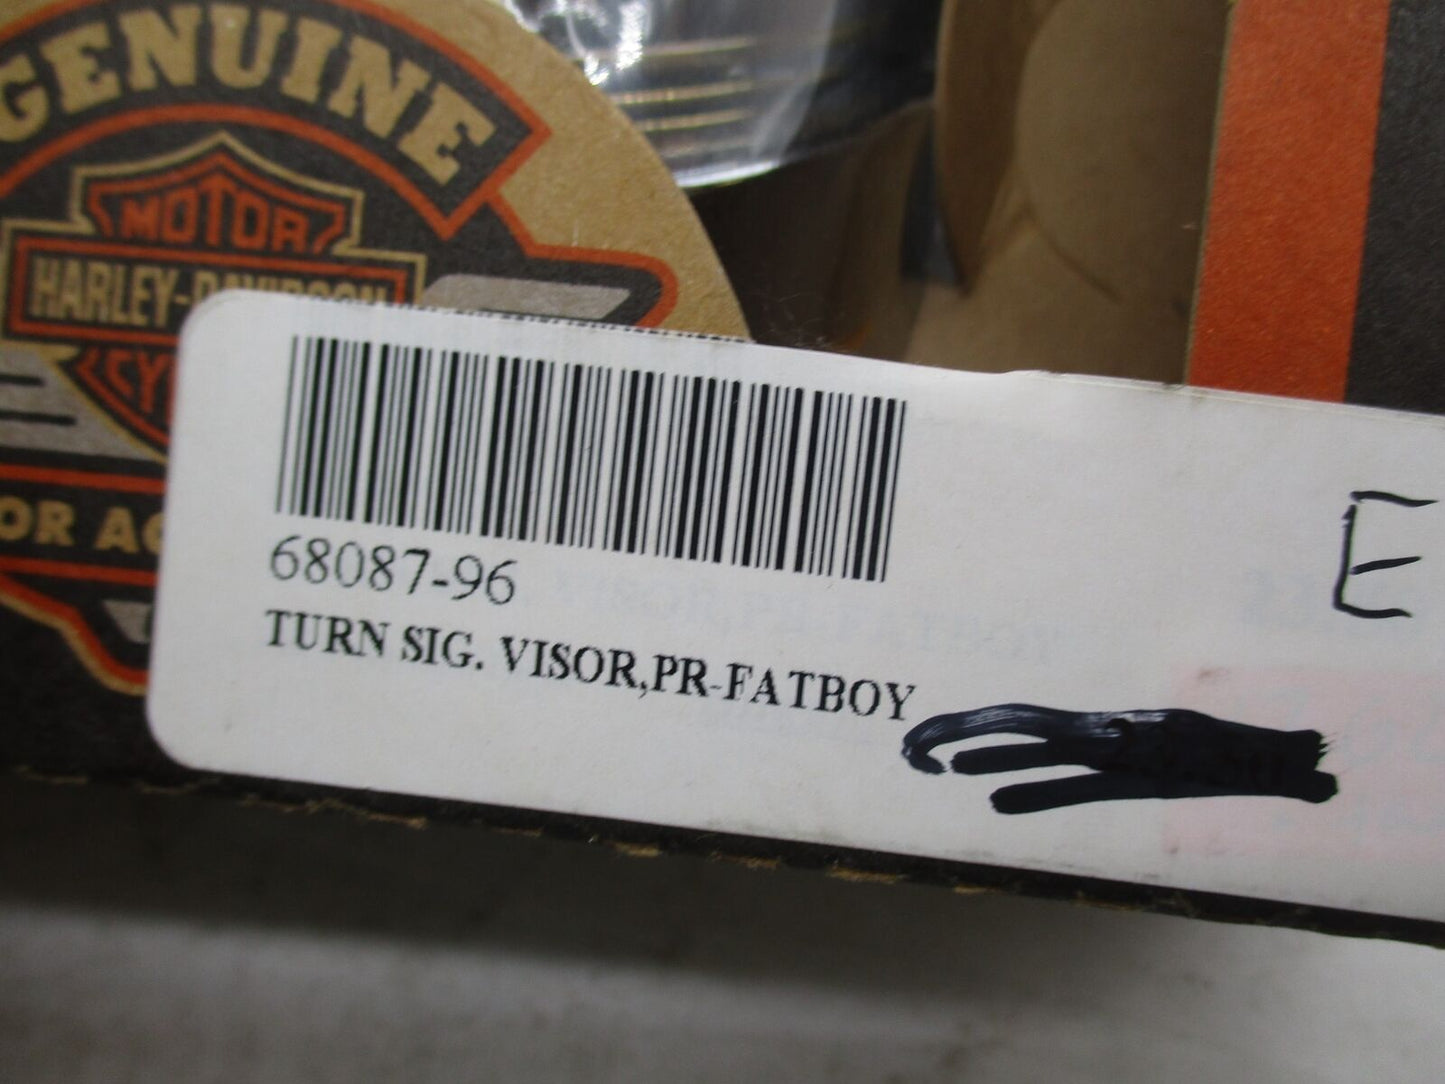 GENUINE
MOTOR
HARLEY-DAVIDSON
68087-96
TURN SIG. VISOR,PR-FATBOY
E